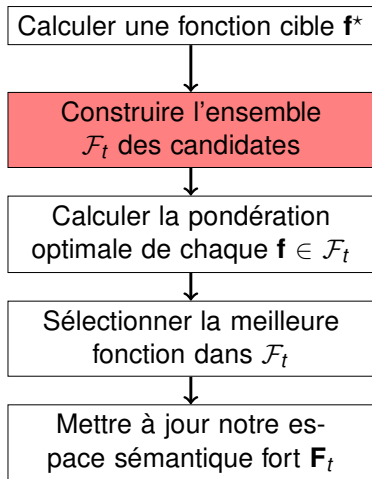 Calculer une fonction cible f*
Construire l'ensemble
ℱt des candidates
Calculer la pondération
optimale de chaque f ∈ ℱt
Sélectionner la meilleure
fonction dans ℱt
Mettre à jour notre es-
pace sémantique fort Ft